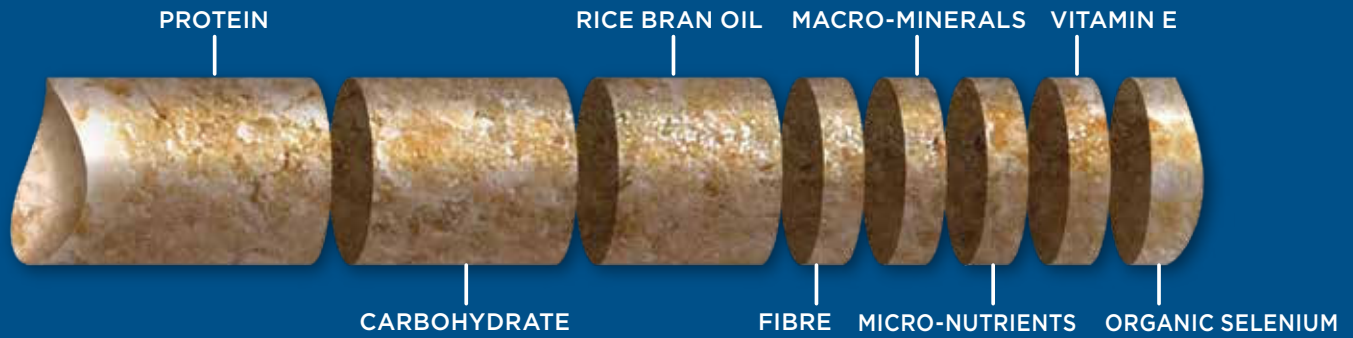 PROTEIN
RICE BRAN OIL
MACRO-MINERALS
VITAMIN E
CARBOHYDRATE
FIBRE
MICRO-NUTRIENTS
ORGANIC SELENIUM